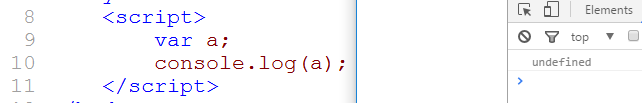 8 <script>
9 var a;
10 console.log(a);
11 </script>
Elements
top
undefined
>